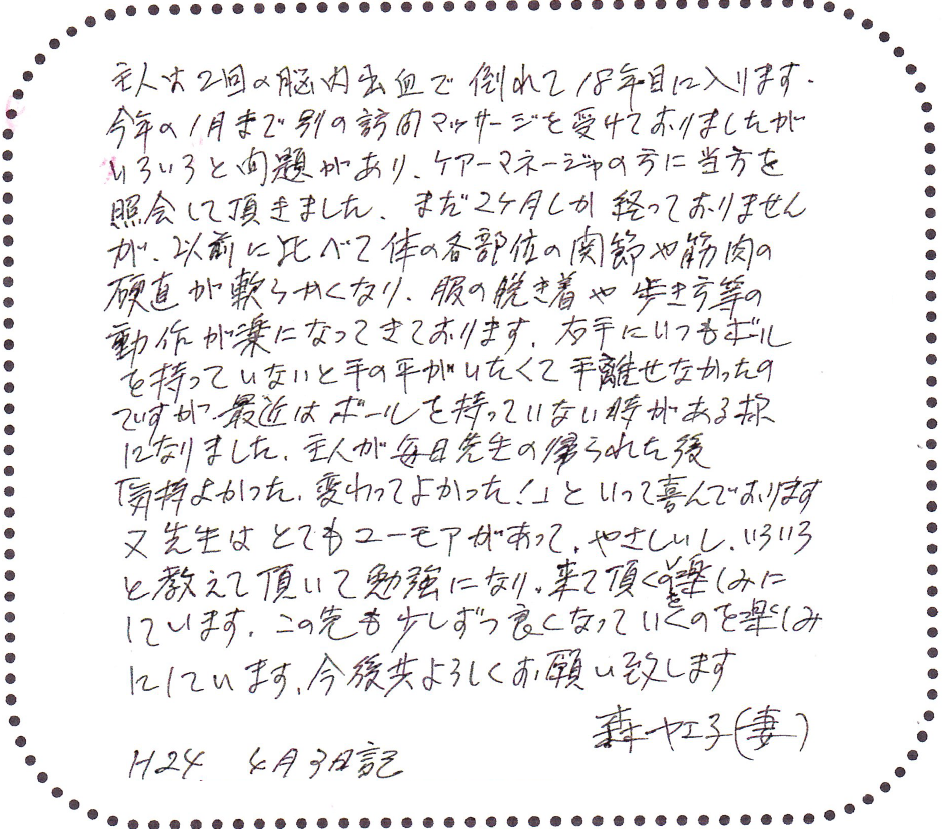 主人は2回の脳内出血で倒れて18年目に入ります.
今年の1月まで別の訪問マッサージを受けておりましたが
いろいろと問題があり、ケアーマネージャの方に当方を
照会して頂きました、まだ2ケ月しか経っておりません
が、以前に比べて体の各部位の関節や筋肉の
硬直が軟らかくなり、服の脱き着や歩き方等の
動作が楽になってきております、右手にいつもボール
を持っていないと手の平がいたくて手離せなかったの
ですが、最近はボールを持っていない時がある様
になりました、主人が毎日先生の帰られた後
「気持よかった、変わってよかった!」といって喜んでおります
又先生はとてもユーモアがあって、やさしいし、いろいろ
と教えて頂いて勉強になり、来て頂くのを楽しみに
しています、この先も少しずつ良くなっていくのを楽しみ
にしています、今後共よろしくお願い致します
森ヤエ子(妻)
H24 4月3日記